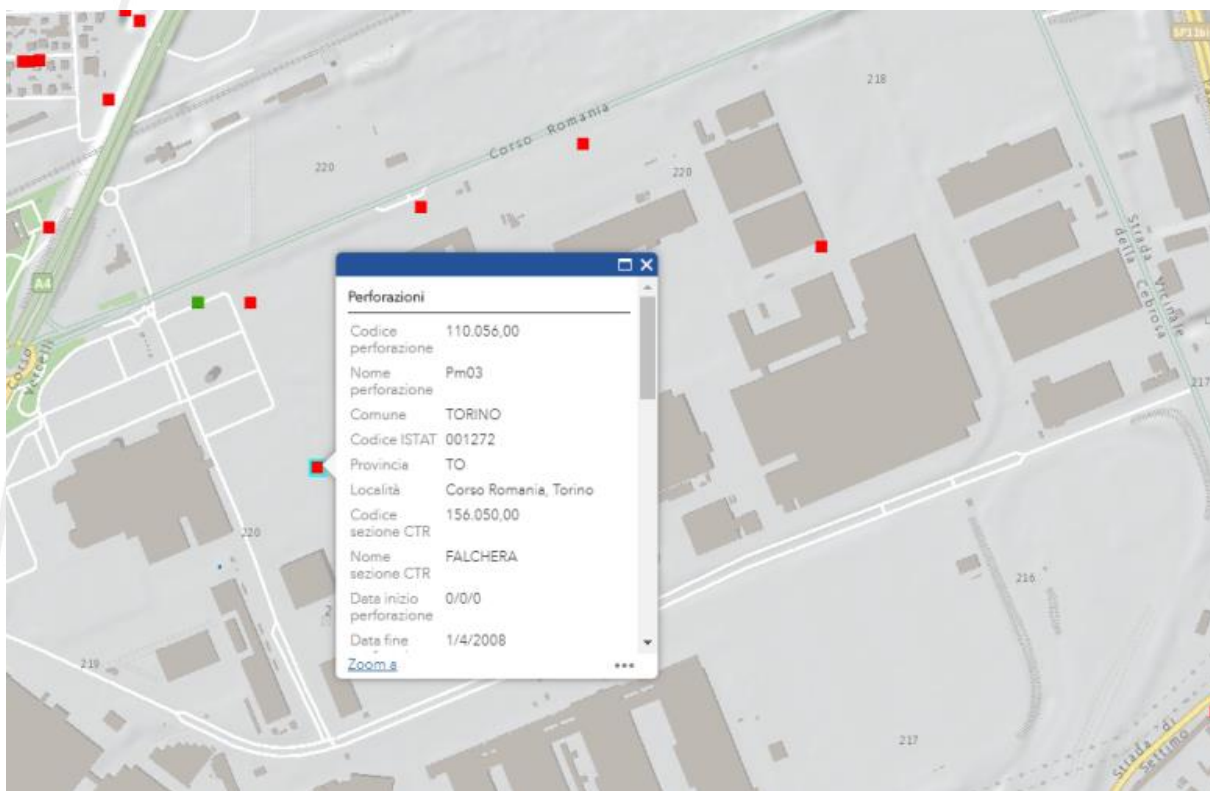 SP11bi
218
Corso Romania
220
220
Strada Vicinale
della Cebrosa
A4
Corso
Vercelli
217
Perforazioni
Codice perforazione 110.056,00
Nome perforazione Pm03
Comune TORINO
Codice ISTAT 001272
Provincia TO
Località Corso Romania, Torino
Codice sezione CTR 156.050,00
Nome sezione CTR FALCHERA
Data inizio perforazione 0/0/0
Data fine 1/4/2008
Zoom a
220
216
219
217
Strada di
Settimo